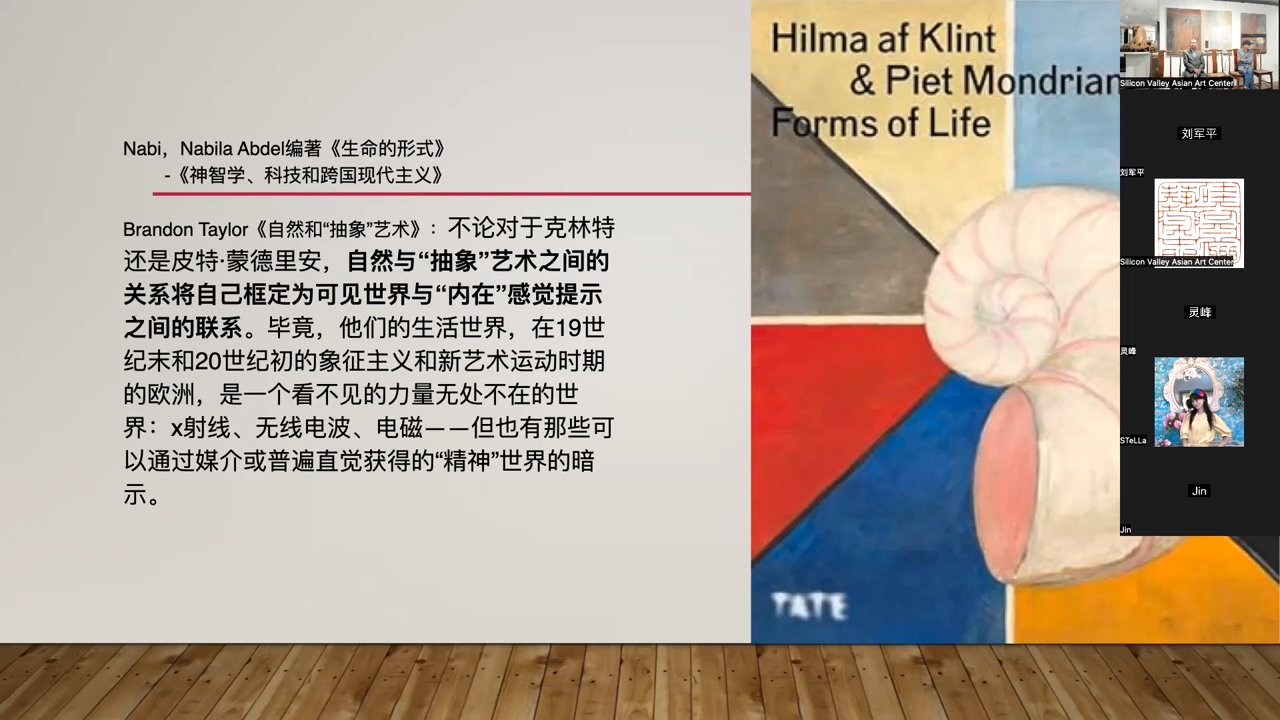 Nabi，Nabila Abdel编著《生命的形式》
-《神智学、科技和跨国现代主义》
Brandon Taylor《自然和“抽象”艺术》：不论对于克林特
还是皮特·蒙德里安，自然与“抽象”艺术之间的
关系将自己框定为可见世界与“内在”感觉提示
之间的联系。毕竟，他们的生活世界，在19世
纪末和20世纪初的象征主义和新艺术运动时期
的欧洲，是一个看不见的力量无处不在的世
界：x射线、无线电波、电磁——但也有那些可
以通过媒介或普遍直觉获得的“精神”世界的暗
示。
Hilma af Klint
& Piet Mondrian
Forms of Life
TATE
Silicon Valley Asian Art Center
刘军平
刘军平
Silicon Valley Asian Art Center
灵峰
灵峰
STeLLa
Jin
Jin